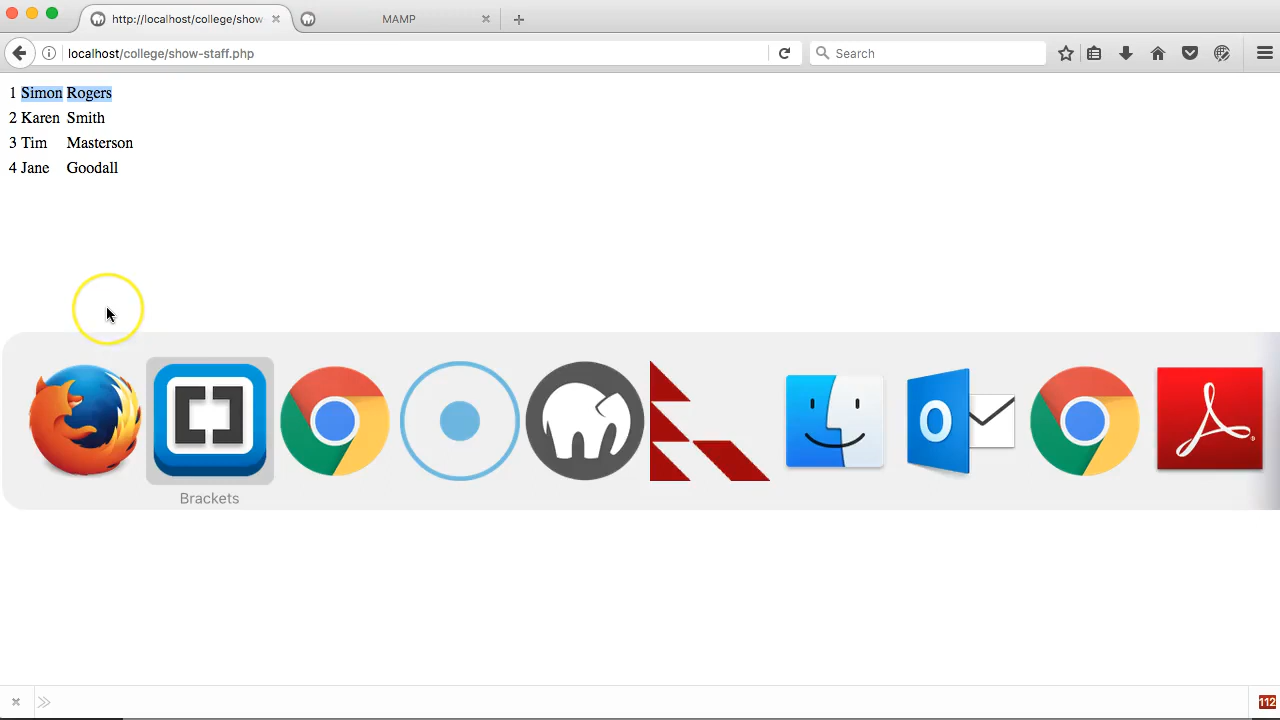 http://localhost/college/show
MAMP
localhost/college/show-staff.php
Search
1 Simon Rogers
2 Karen Smith
3 Tim Masterson
4 Jane Goodall
Brackets
112